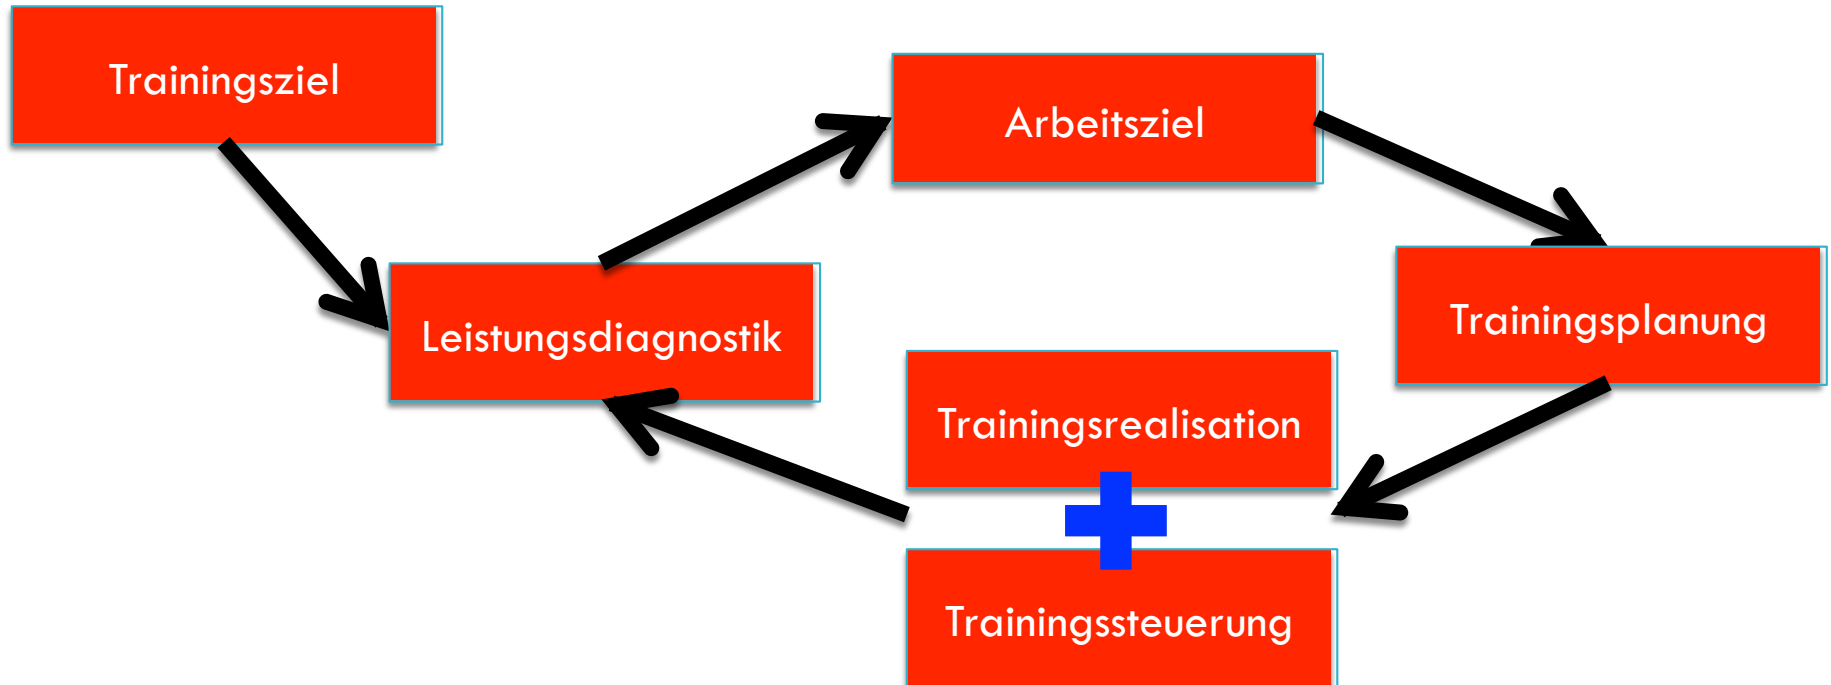 Trainingsziel
Arbeitsziel
Leistungsdiagnostik
Trainingsplanung
Trainingsrealisation
Trainingssteuerung